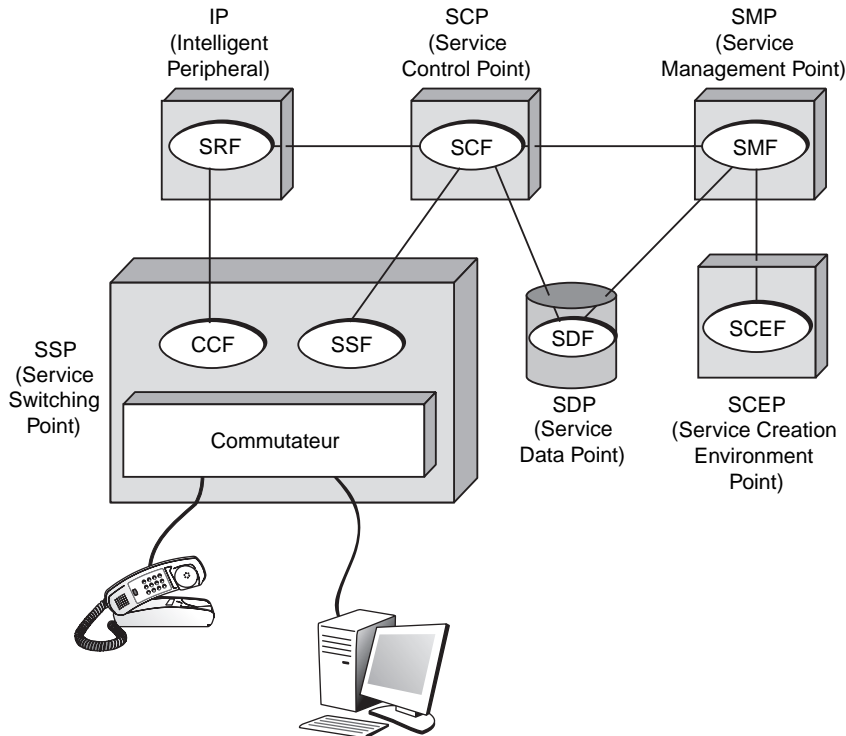 IP
(Intelligent
Peripheral)
SCP
(Service
Control Point)
SMP
(Service
Management Point)
SRF
SCF
SMF
SSP
(Service
Switching
Point)
CCF
SSF
SDF
SCEF
Commutateur
SDP
(Service
Data Point)
SCEP
(Service Creation
Environment
Point)